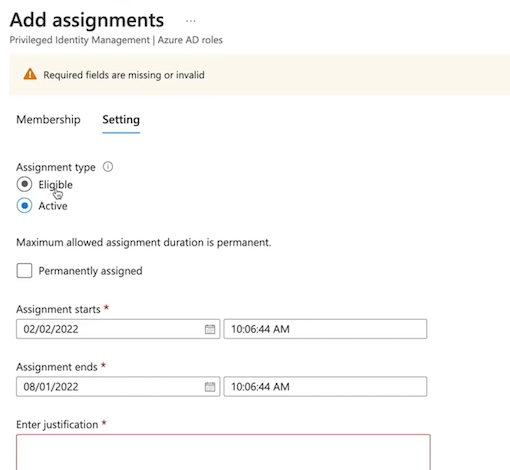 Add assignments ...
Privileged Identity Management | Azure AD roles
Required fields are missing or invalid
Membership Setting
Assignment type
Eligible
Active
Maximum allowed assignment duration is permanent.
Permanently assigned
Assignment starts *
02/02/2022 10:06:44 AM
Assignment ends *
08/01/2022 10:06:44 AM
Enter justification *